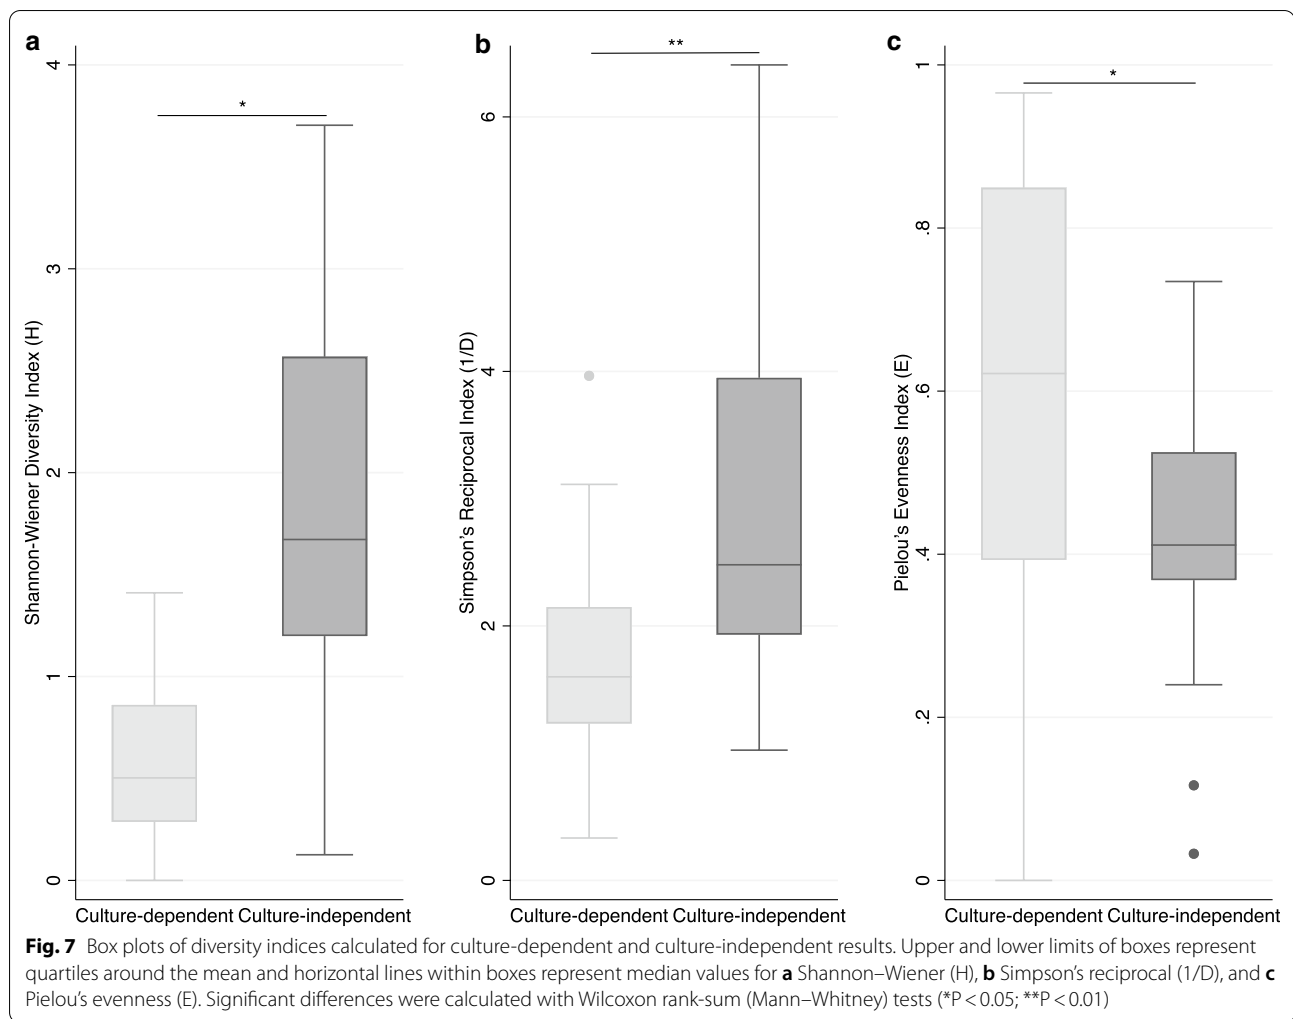 a
*
4
3
2
1
0
Shannon-Wiener Diversity Index (H)
Culture-dependent Culture-independent
b
**
6
4
2
0
Simpson's Reciprocal Index (1/D)
Culture-dependent Culture-independent
c
*
1
.8
.6
.4
.2
0
Pielou's Evenness Index (E)
Culture-dependent Culture-independent
Fig. 7 Box plots of diversity indices calculated for culture-dependent and culture-independent results. Upper and lower limits of boxes represent
quartiles around the mean and horizontal lines within boxes represent median values for a Shannon–Wiener (H), b Simpson's reciprocal (1/D), and c
Pielou's evenness (E). Significant differences were calculated with Wilcoxon rank-sum (Mann–Whitney) tests (*P < 0.05; **P < 0.01)